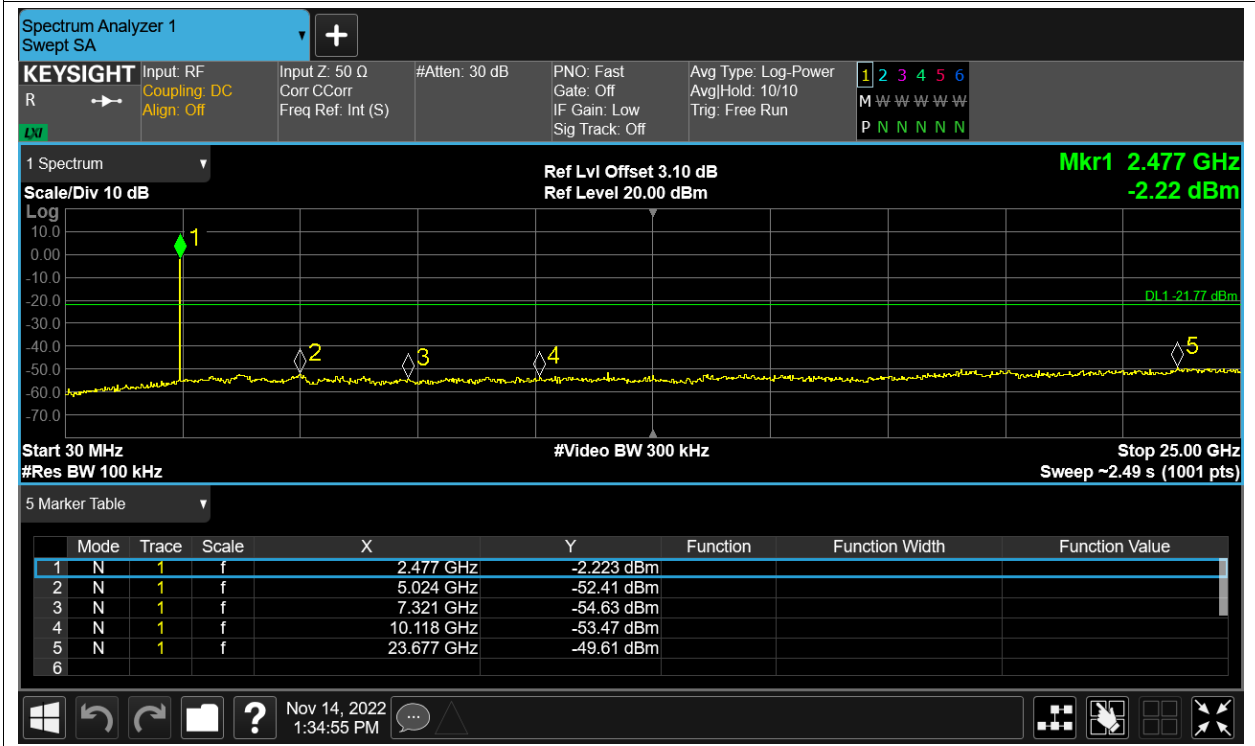 Spectrum Analyzer 1
Swept SA
+
KEYSIGHT
R
LXI
Input: RF
Coupling: DC
Align: Off
Input Z: 50 Ω
Corr CCorr
Freq Ref: Int (S)
#Atten: 30 dB
PNO: Fast
Gate: Off
IF Gain: Low
Sig Track: Off
Avg Type: Log-Power
Avg|Hold: 10/10
Trig: Free Run
1 2 3 4 5 6
M W W W W W
P N N N N N
1 Spectrum
Scale/Div 10 dB
Ref Lvl Offset 3.10 dB
Ref Level 20.00 dBm
Mkr1 2.477 GHz
-2.22 dBm
Log
10.0
0.00
-10.0
-20.0
-30.0
-40.0
-50.0
-60.0
-70.0
1
2
3
4
5
DL1 -21.77 dBm
Start 30 MHz
#Res BW 100 kHz
#Video BW 300 kHz
Stop 25.00 GHz
Sweep ~2.49 s (1001 pts)
5 Marker Table
Mode Trace Scale X Y Function Function Width Function Value
1 N 1 f 2.477 GHz -2.223 dBm
2 N 1 f 5.024 GHz -52.41 dBm
3 N 1 f 7.321 GHz -54.63 dBm
4 N 1 f 10.118 GHz -53.47 dBm
5 N 1 f 23.677 GHz -49.61 dBm
6
?
Nov 14, 2022
1:34:55 PM